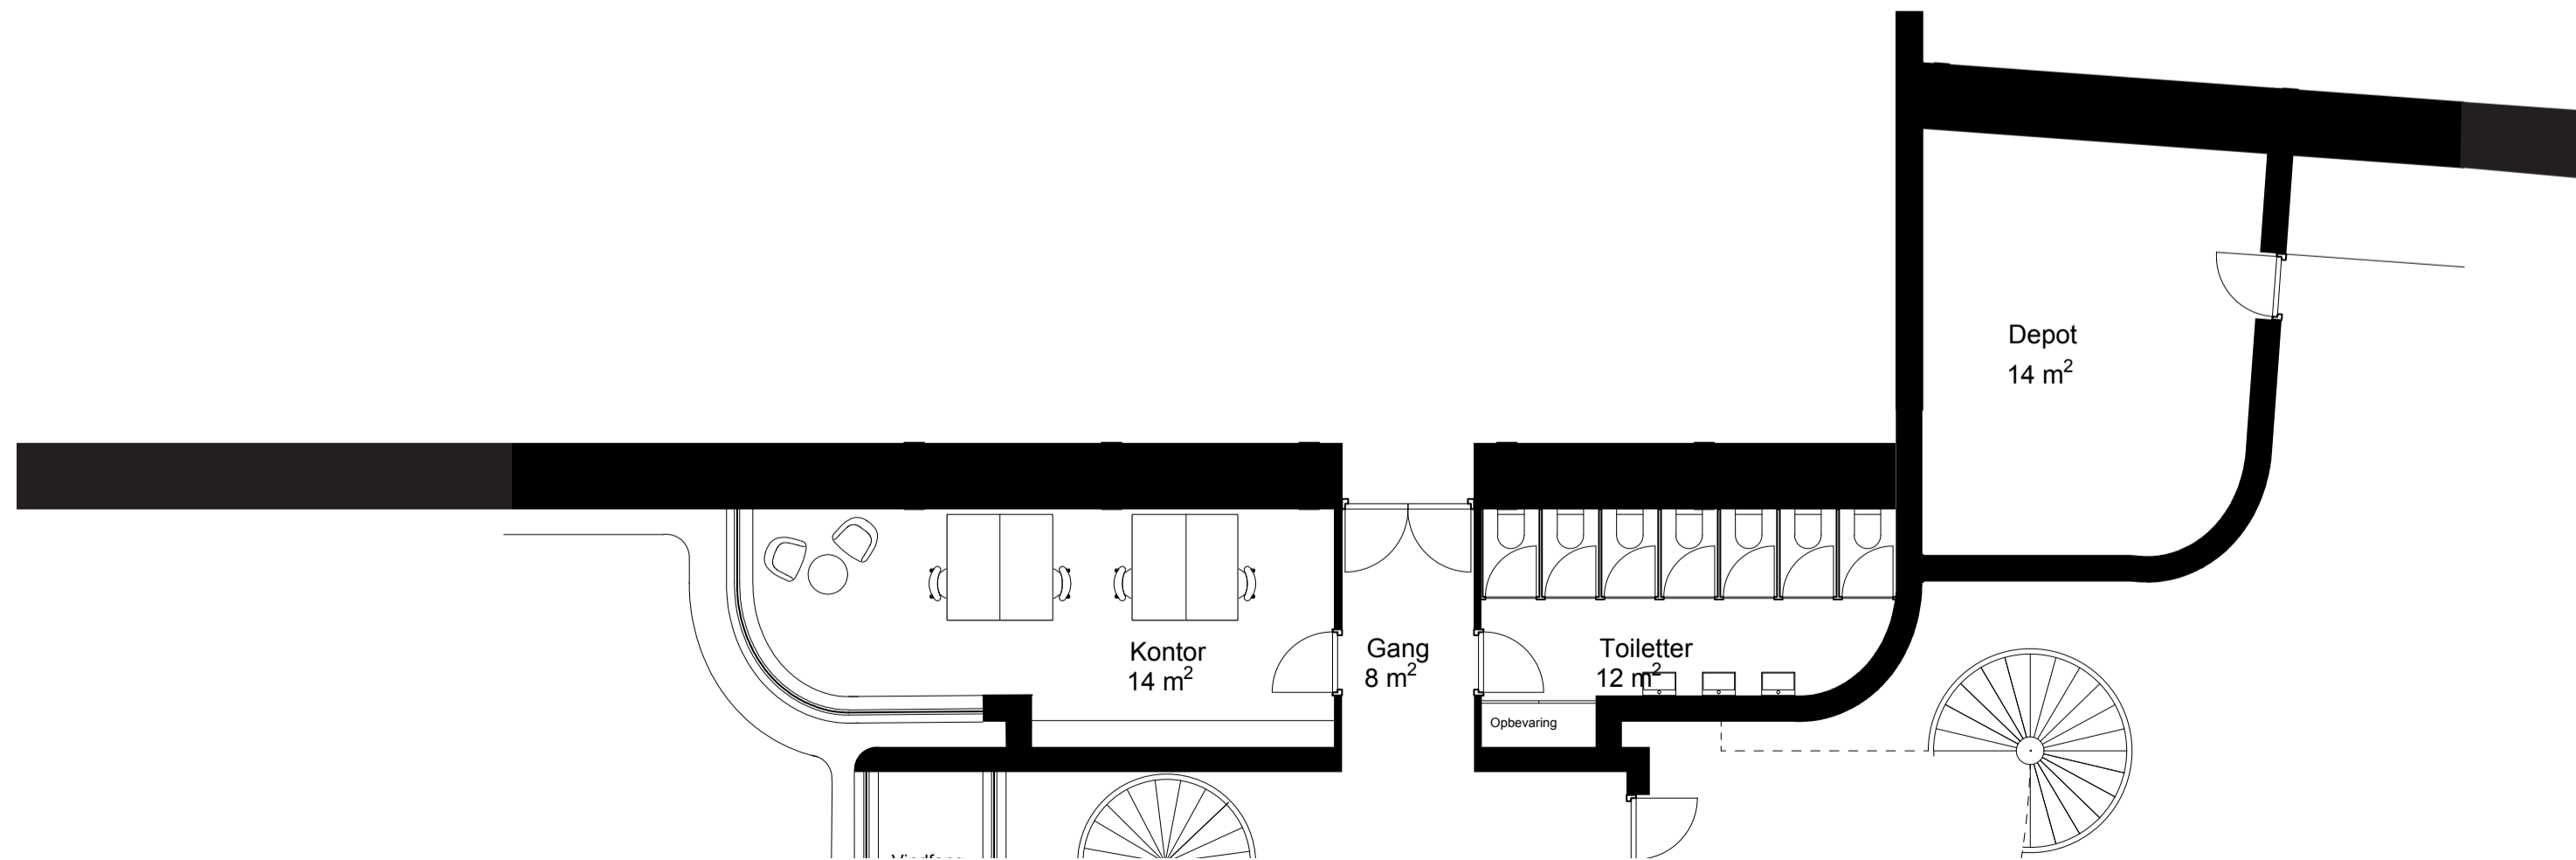 Depot
14 m²
Kontor
14 m²
Gang
8 m²
Toiletter
12 m²
Opbevaring